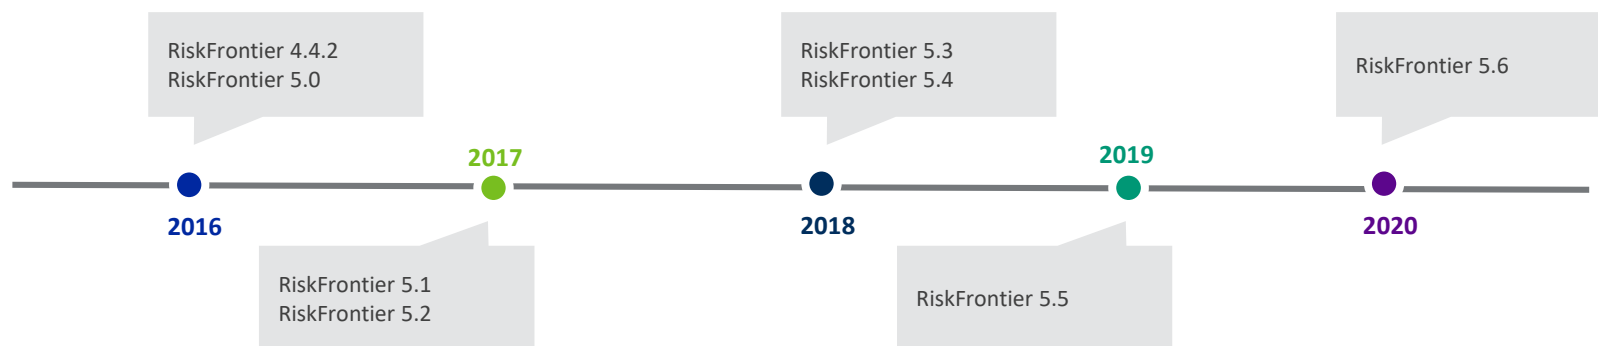 RiskFrontier 4.4.2
RiskFrontier 5.0
2016
2017
RiskFrontier 5.1
RiskFrontier 5.2
RiskFrontier 5.3
RiskFrontier 5.4
2018
2019
RiskFrontier 5.5
RiskFrontier 5.6
2020